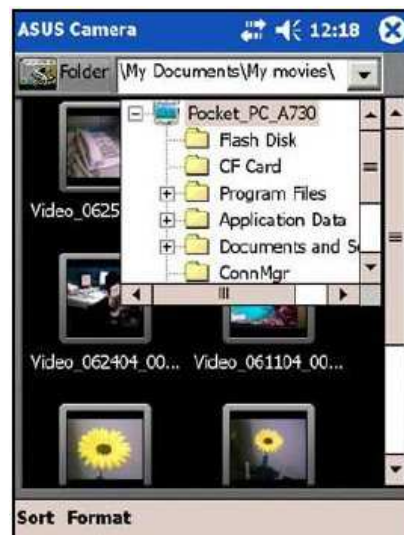 ASUS Camera 12:18
Folder \My Documents\My movies\
Pocket_PC_A730
Flash Disk
CF Card
Program Files
Application Data
Documents and Se
ConnMgr
Video_0625
Video_062404_00... Video_061104_00...
Sort Format